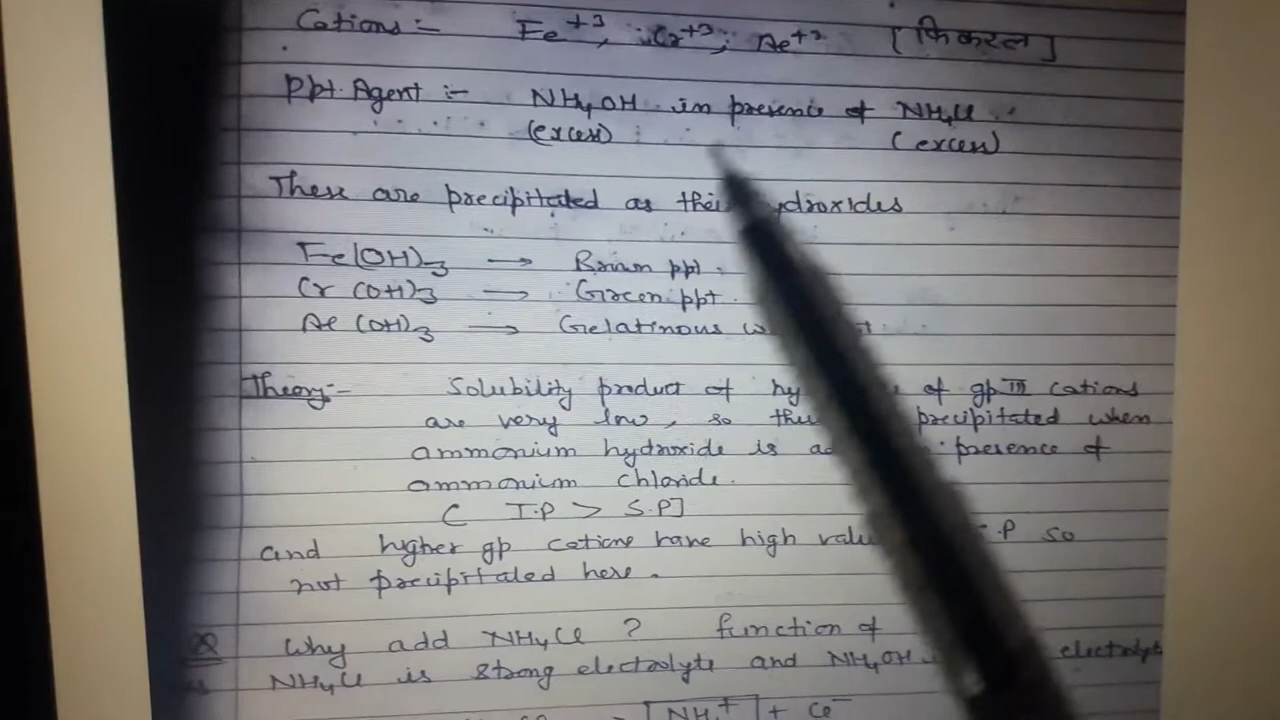 Cations :- Fe+3, Cr+3; Al+3 [फिकरल]
ppt. Agent :- NH4OH in presence of NH4Cl
(excess) (excess)
These are precipitated as their
Fe(OH)3 → Brown ppt.
Cr (OH)3 → Green ppt.
Al (OH)3 → Gelatinous
Theory:- Solubility product of of gp III cations
are very low, so precipitated when
ammonium hydroxide is presence of
ammonium chloride.
( I.P > S.P]
and higher gp cations have high so
not precipitated here.
Q Why add NH4Cl ? function of
NH4Cl is strong electrolyte and NH4OH electrolyte
NH4+ + Cl-